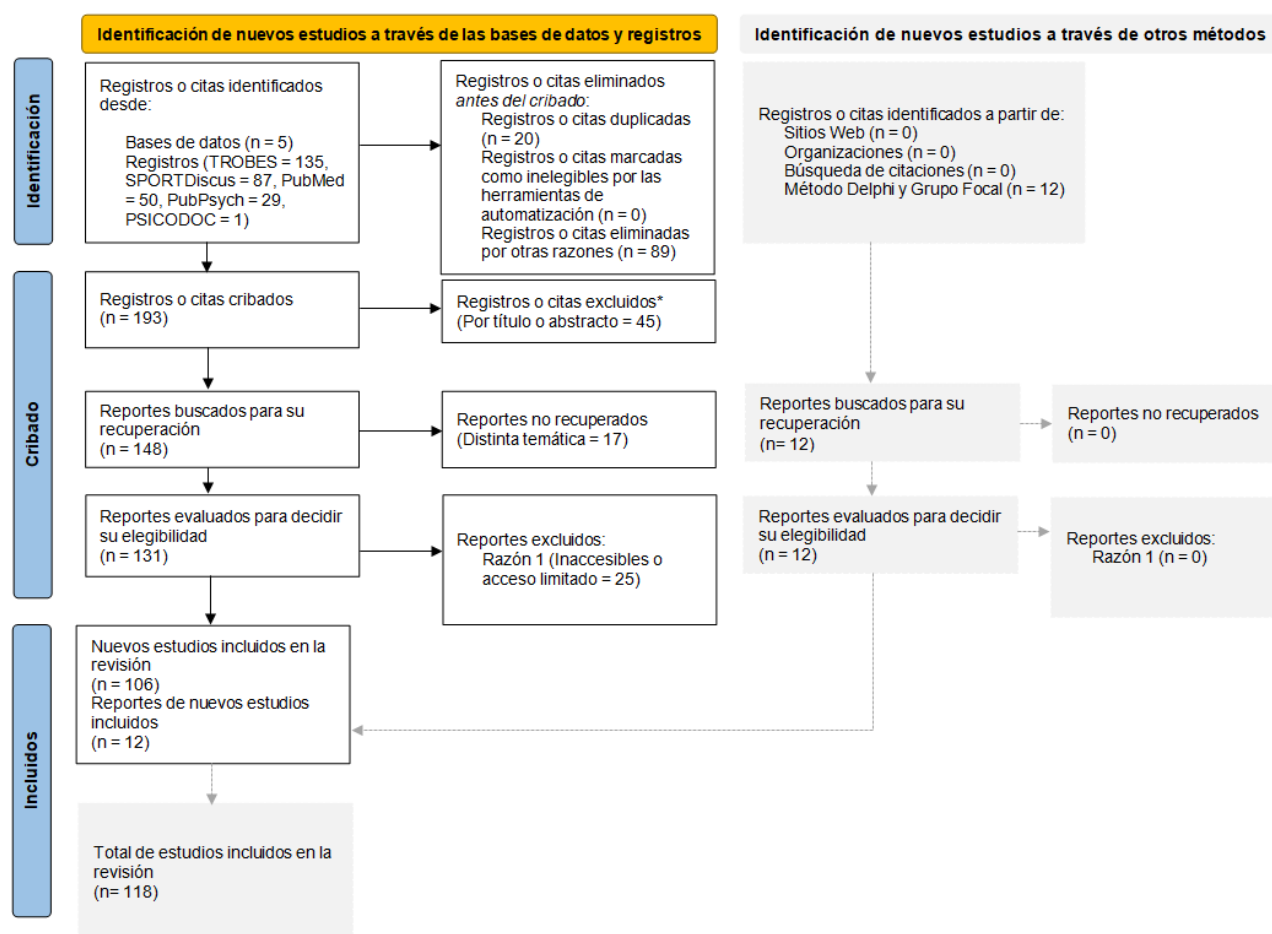 Identificación de nuevos estudios a través de las bases de datos y registros
Identificación de nuevos estudios a través de otros métodos
Identificación
Registros o citas identificados
desde:
Bases de datos (n = 5)
Registros (TROBES = 135,
SPORTDiscus = 87, PubMed
= 50, PubPsych = 29,
PSICODOC = 1)
Registros o citas eliminados
antes del cribado:
Registros o citas duplicadas
(n = 20)
Registros o citas marcadas
como inelegibles por las
herramientas de
automatización (n = 0)
Registros o citas eliminadas
por otras razones (n = 89)
Registros o citas identificados a partir de:
Sitios Web (n = 0)
Organizaciones (n = 0)
Búsqueda de citaciones (n = 0)
Método Delphi y Grupo Focal (n = 12)
Cribado
Registros o citas cribados
(n = 193)
Registros o citas excluidos*
(Por título o abstracto = 45)
Reportes buscados para su
recuperación
(n = 148)
Reportes no recuperados
(Distinta temática = 17)
Reportes buscados para su
recuperación
(n= 12)
Reportes no recuperados
(n = 0)
Reportes evaluados para decidir
su elegibilidad
(n = 131)
Reportes excluidos:
Razón 1 (Inaccesibles o
acceso limitado = 25)
Reportes evaluados para decidir
su elegibilidad
(n = 12)
Reportes excluidos:
Razón 1 (n = 0)
Incluidos
Nuevos estudios incluidos en la
revisión
(n = 106)
Reportes de nuevos estudios
incluidos
(n = 12)
Total de estudios incluidos en la
revisión
(n= 118)